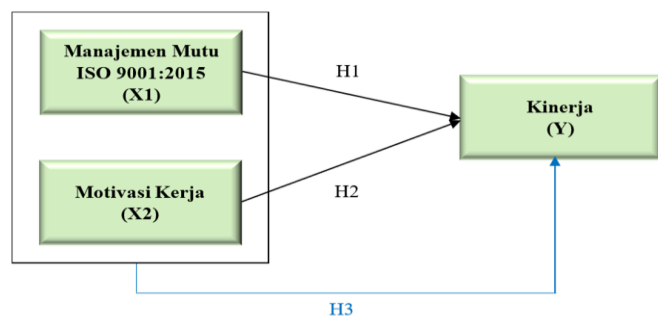 Manajemen Mutu
ISO 9001:2015
(X1)
H1
Kinerja
(Y)
Motivasi Kerja
(X2)
H2
H3